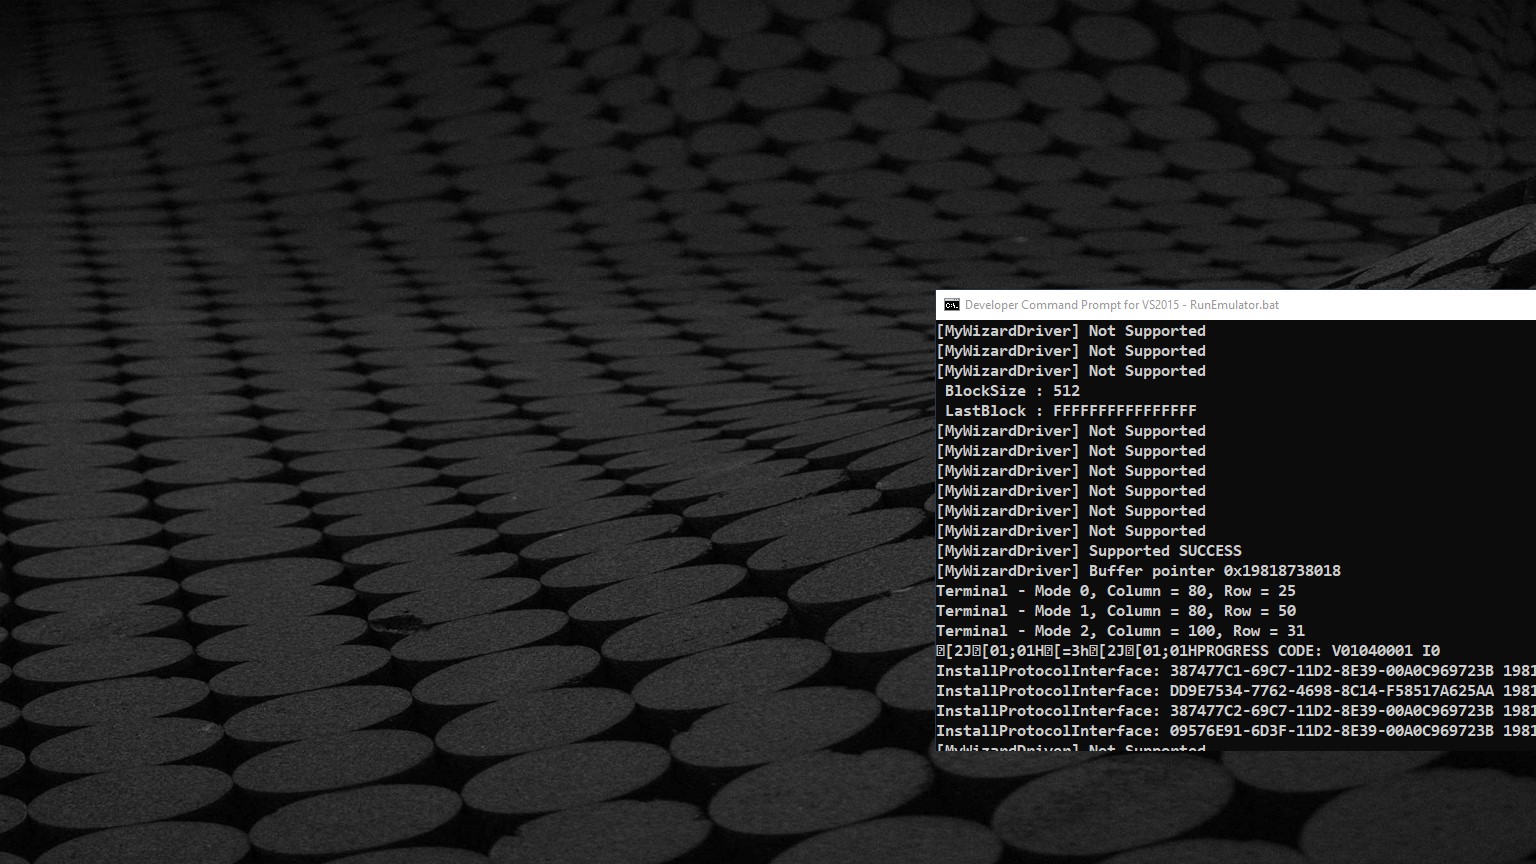 Developer Command Prompt for VS2015 - RunEmulator.bat
[MyWizardDriver] Not Supported
[MyWizardDriver] Not Supported
[MyWizardDriver] Not Supported
BlockSize : 512
LastBlock : FFFFFFFFFFFFFFFF
[MyWizardDriver] Not Supported
[MyWizardDriver] Not Supported
[MyWizardDriver] Not Supported
[MyWizardDriver] Not Supported
[MyWizardDriver] Not Supported
[MyWizardDriver] Not Supported
[MyWizardDriver] Supported SUCCESS
[MyWizardDriver] Buffer pointer 0x19818738018
Terminal - Mode 0, Column = 80, Row = 25
Terminal - Mode 1, Column = 80, Row = 50
Terminal - Mode 2, Column = 100, Row = 31
⍰[2J⍰[01;01H⍰[=3h⍰[2J⍰[01;01HPROGRESS CODE: V01040001 I0
InstallProtocolInterface: 387477C1-69C7-11D2-8E39-00A0C969723B 1981
InstallProtocolInterface: DD9E7534-7762-4698-8C14-F58517A625AA 1981
InstallProtocolInterface: 387477C2-69C7-11D2-8E39-00A0C969723B 1981
InstallProtocolInterface: 09576E91-6D3F-11D2-8E39-00A0C969723B 1981
[MyWizardDriver] Not Supported